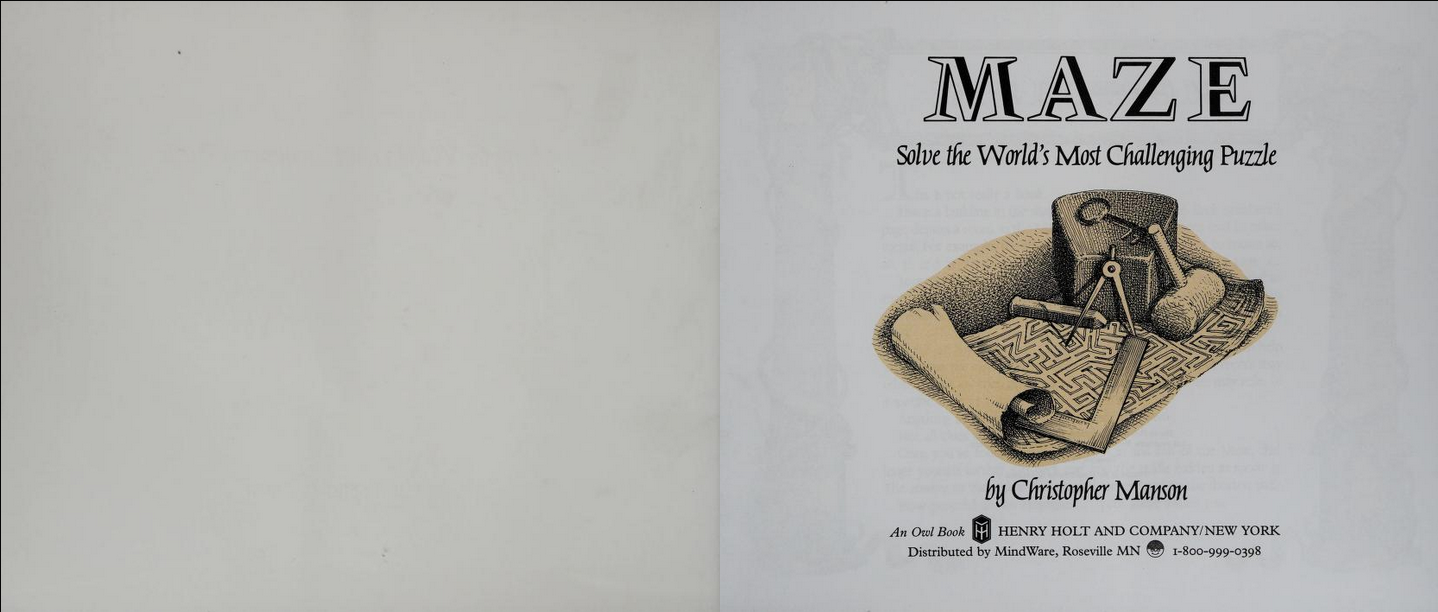 MAZE
Solve the World's Most Challenging Puzzle
by Christopher Manson
An Owl Book HENRY HOLT AND COMPANY/NEW YORK
Distributed by MindWare, Roseville MN 1-800-999-0398